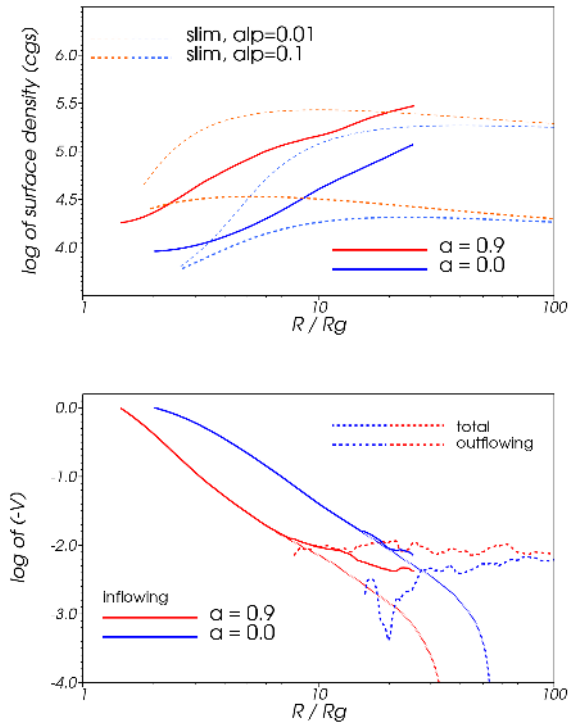 slim, alp=0.01
slim, alp=0.1
6.0
5.5
5.0
4.5
4.0
log of surface density (cgs)
a = 0.9
a = 0.0
1
10
100
R / Rg
0.0
-1.0
-2.0
-3.0
-4.0
log of (-V)
total
outflowing
inflowing
a = 0.9
a = 0.0
1
10
100
R / Rg